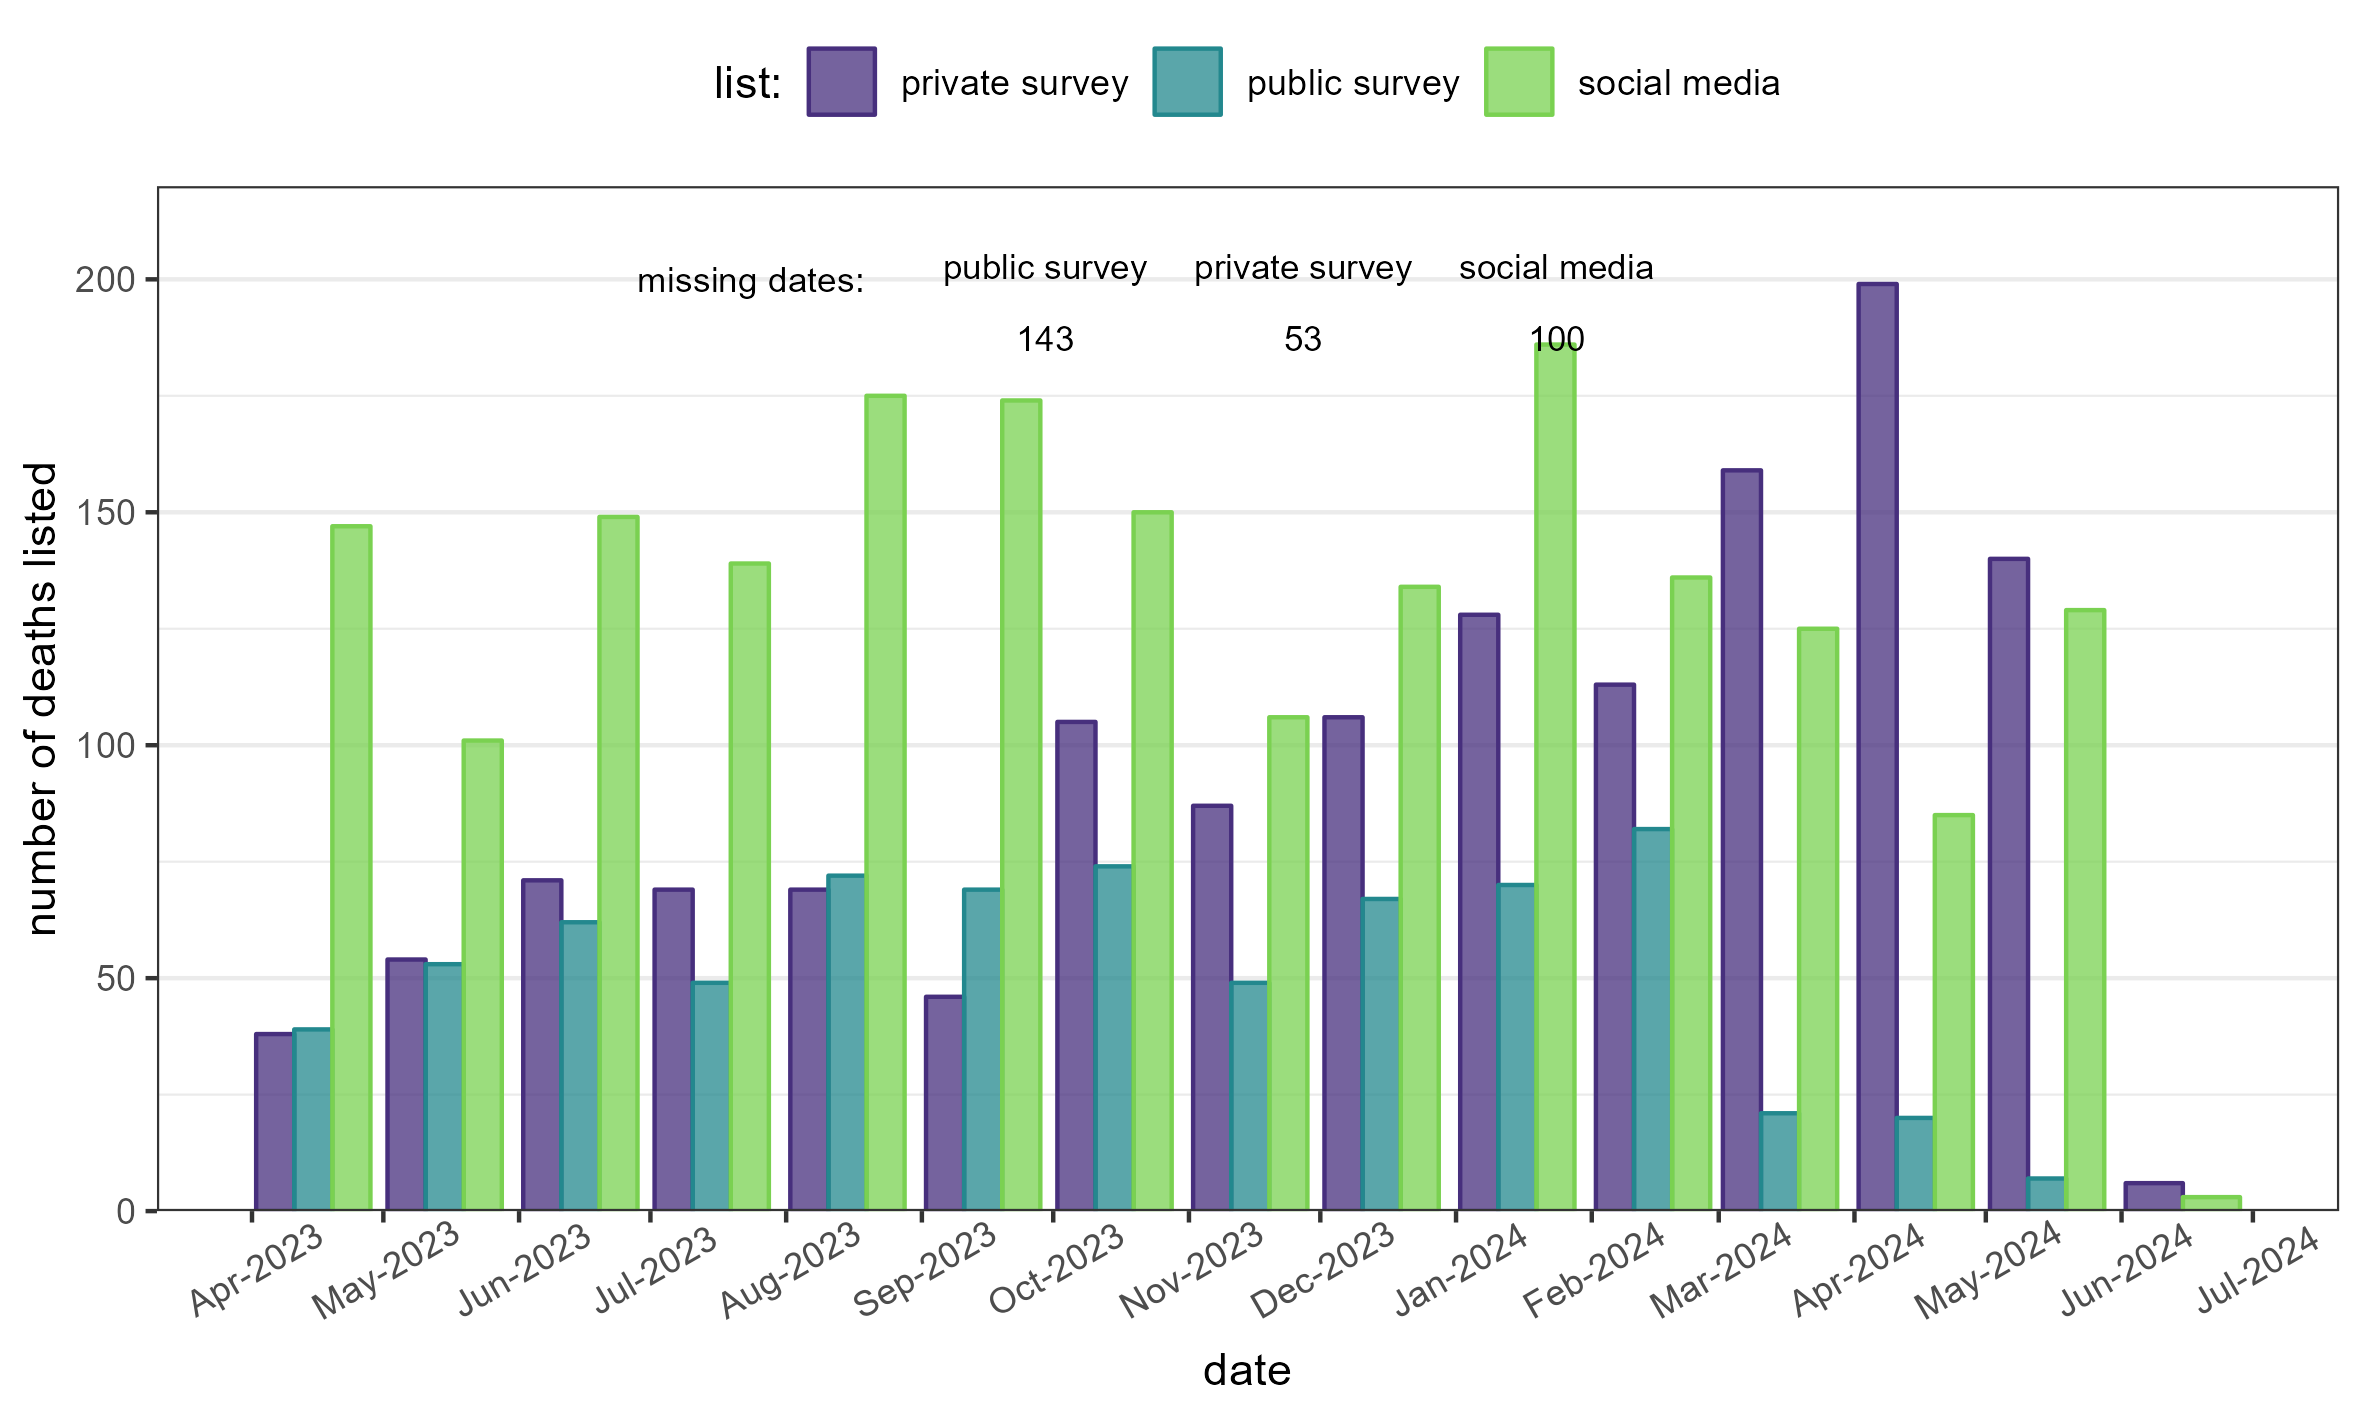 list: private survey public survey social media
public survey private survey social media
missing dates:
143 53 100
number of deaths listed
200
150
100
50
0
Apr-2023 May-2023 Jun-2023 Jul-2023 Aug-2023 Sep-2023 Oct-2023 Nov-2023 Dec-2023 Jan-2024 Feb-2024 Mar-2024 Apr-2024 May-2024 Jun-2024 Jul-2024
date